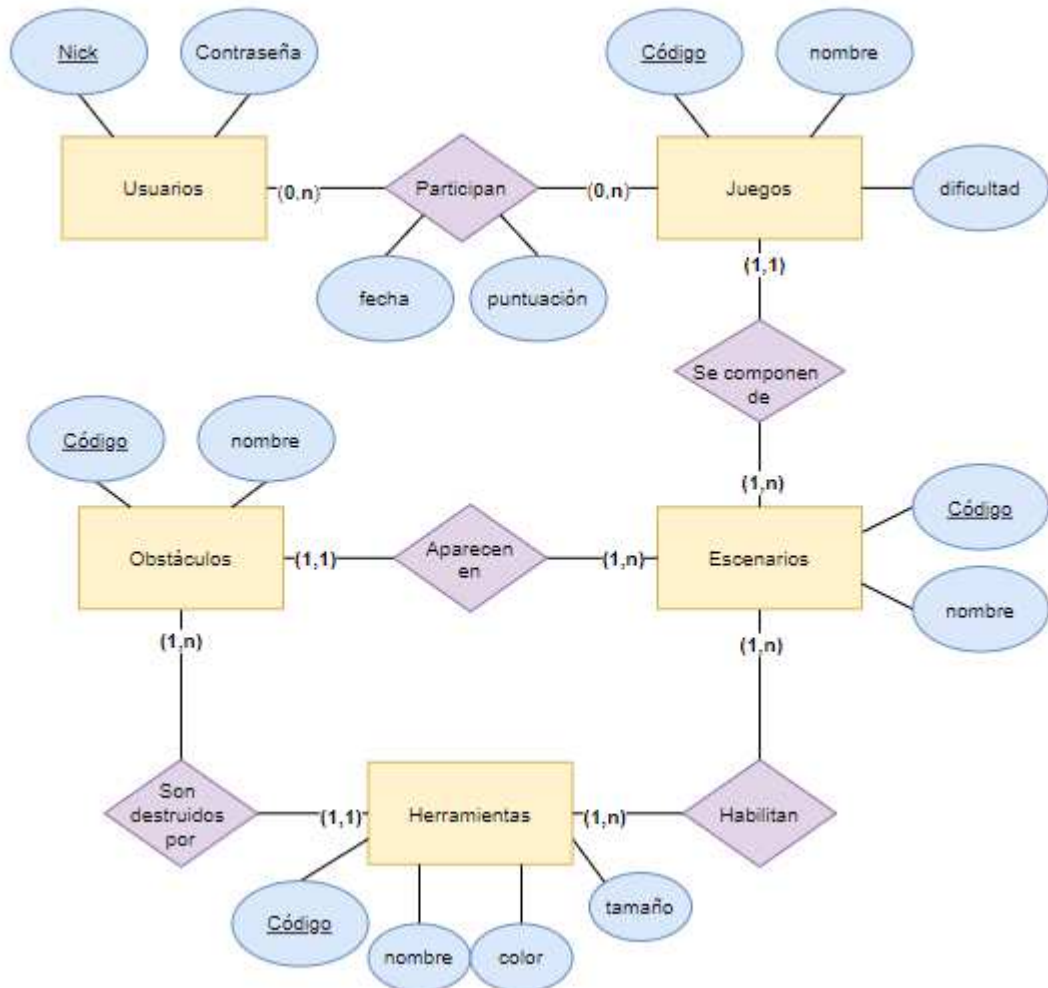 Nick
Contraseña
Código
nombre
Usuarios
(0,n)
Participan
(0,n)
Juegos
dificultad
fecha
puntuación
(1,1)
Se componen
de
Código
nombre
(1,n)
Código
Obstáculos
(1,1)
Aparecen
en
(1,n)
Escenarios
nombre
(1,n)
(1,n)
Son
destruidos
por
(1,1)
Herramientas
(1,n)
Habilitan
Código
nombre
color
tamaño